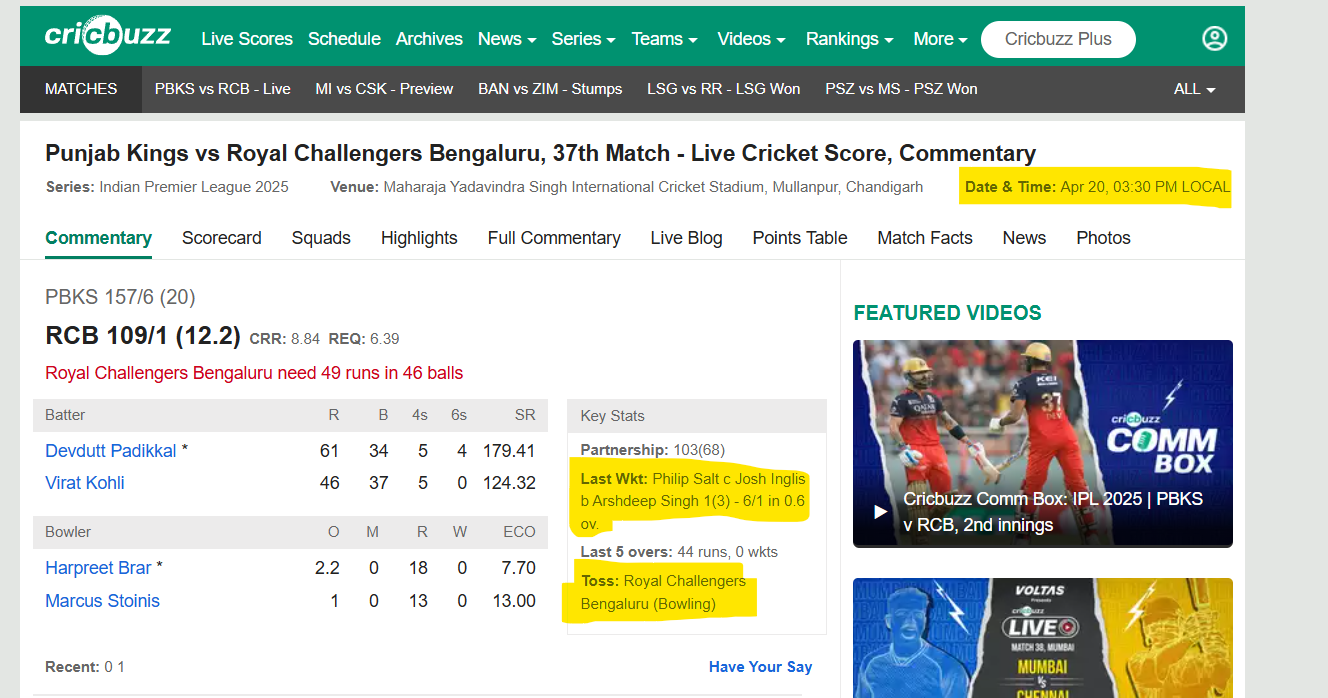 cricbuzz Live Scores Schedule Archives News Series Teams Videos Rankings More Cricbuzz Plus
MATCHES PBKS vs RCB - Live MI vs CSK - Preview BAN vs ZIM - Stumps LSG vs RR - LSG Won PSZ vs MS - PSZ Won ALL
Punjab Kings vs Royal Challengers Bengaluru, 37th Match - Live Cricket Score, Commentary
Series: Indian Premier League 2025 Venue: Maharaja Yadavindra Singh International Cricket Stadium, Mullanpur, Chandigarh Date & Time: Apr 20, 03:30 PM LOCAL
Commentary Scorecard Squads Highlights Full Commentary Live Blog Points Table Match Facts News Photos
PBKS 157/6 (20)
RCB 109/1 (12.2) CRR: 8.84 REQ: 6.39
Royal Challengers Bengaluru need 49 runs in 46 balls
Batter R B 4s 6s SR
Devdutt Padikkal * 61 34 5 4 179.41
Virat Kohli 46 37 5 0 124.32
Bowler O M R W ECO
Harpreet Brar * 2.2 0 18 0 7.70
Marcus Stoinis 1 0 13 0 13.00
Recent: 0 1
Have Your Say
Key Stats
Partnership: 103(68)
Last Wkt: Philip Salt c Josh Inglis
b Arshdeep Singh 1(3) - 6/1 in 0.6
ov.
Last 5 overs: 44 runs, 0 wkts
Toss: Royal Challengers
Bengaluru (Bowling)
FEATURED VIDEOS
KEI
37
QATAR
cricbuzz
COMM
BOX
Cricbuzz Comm Box: IPL 2025 | PBKS
v RCB, 2nd innings
VOLTAS
Presents
cricbuzz
LIVE
MATCH 38, MUMBAI
MUMBAI
VS
CHENNAI